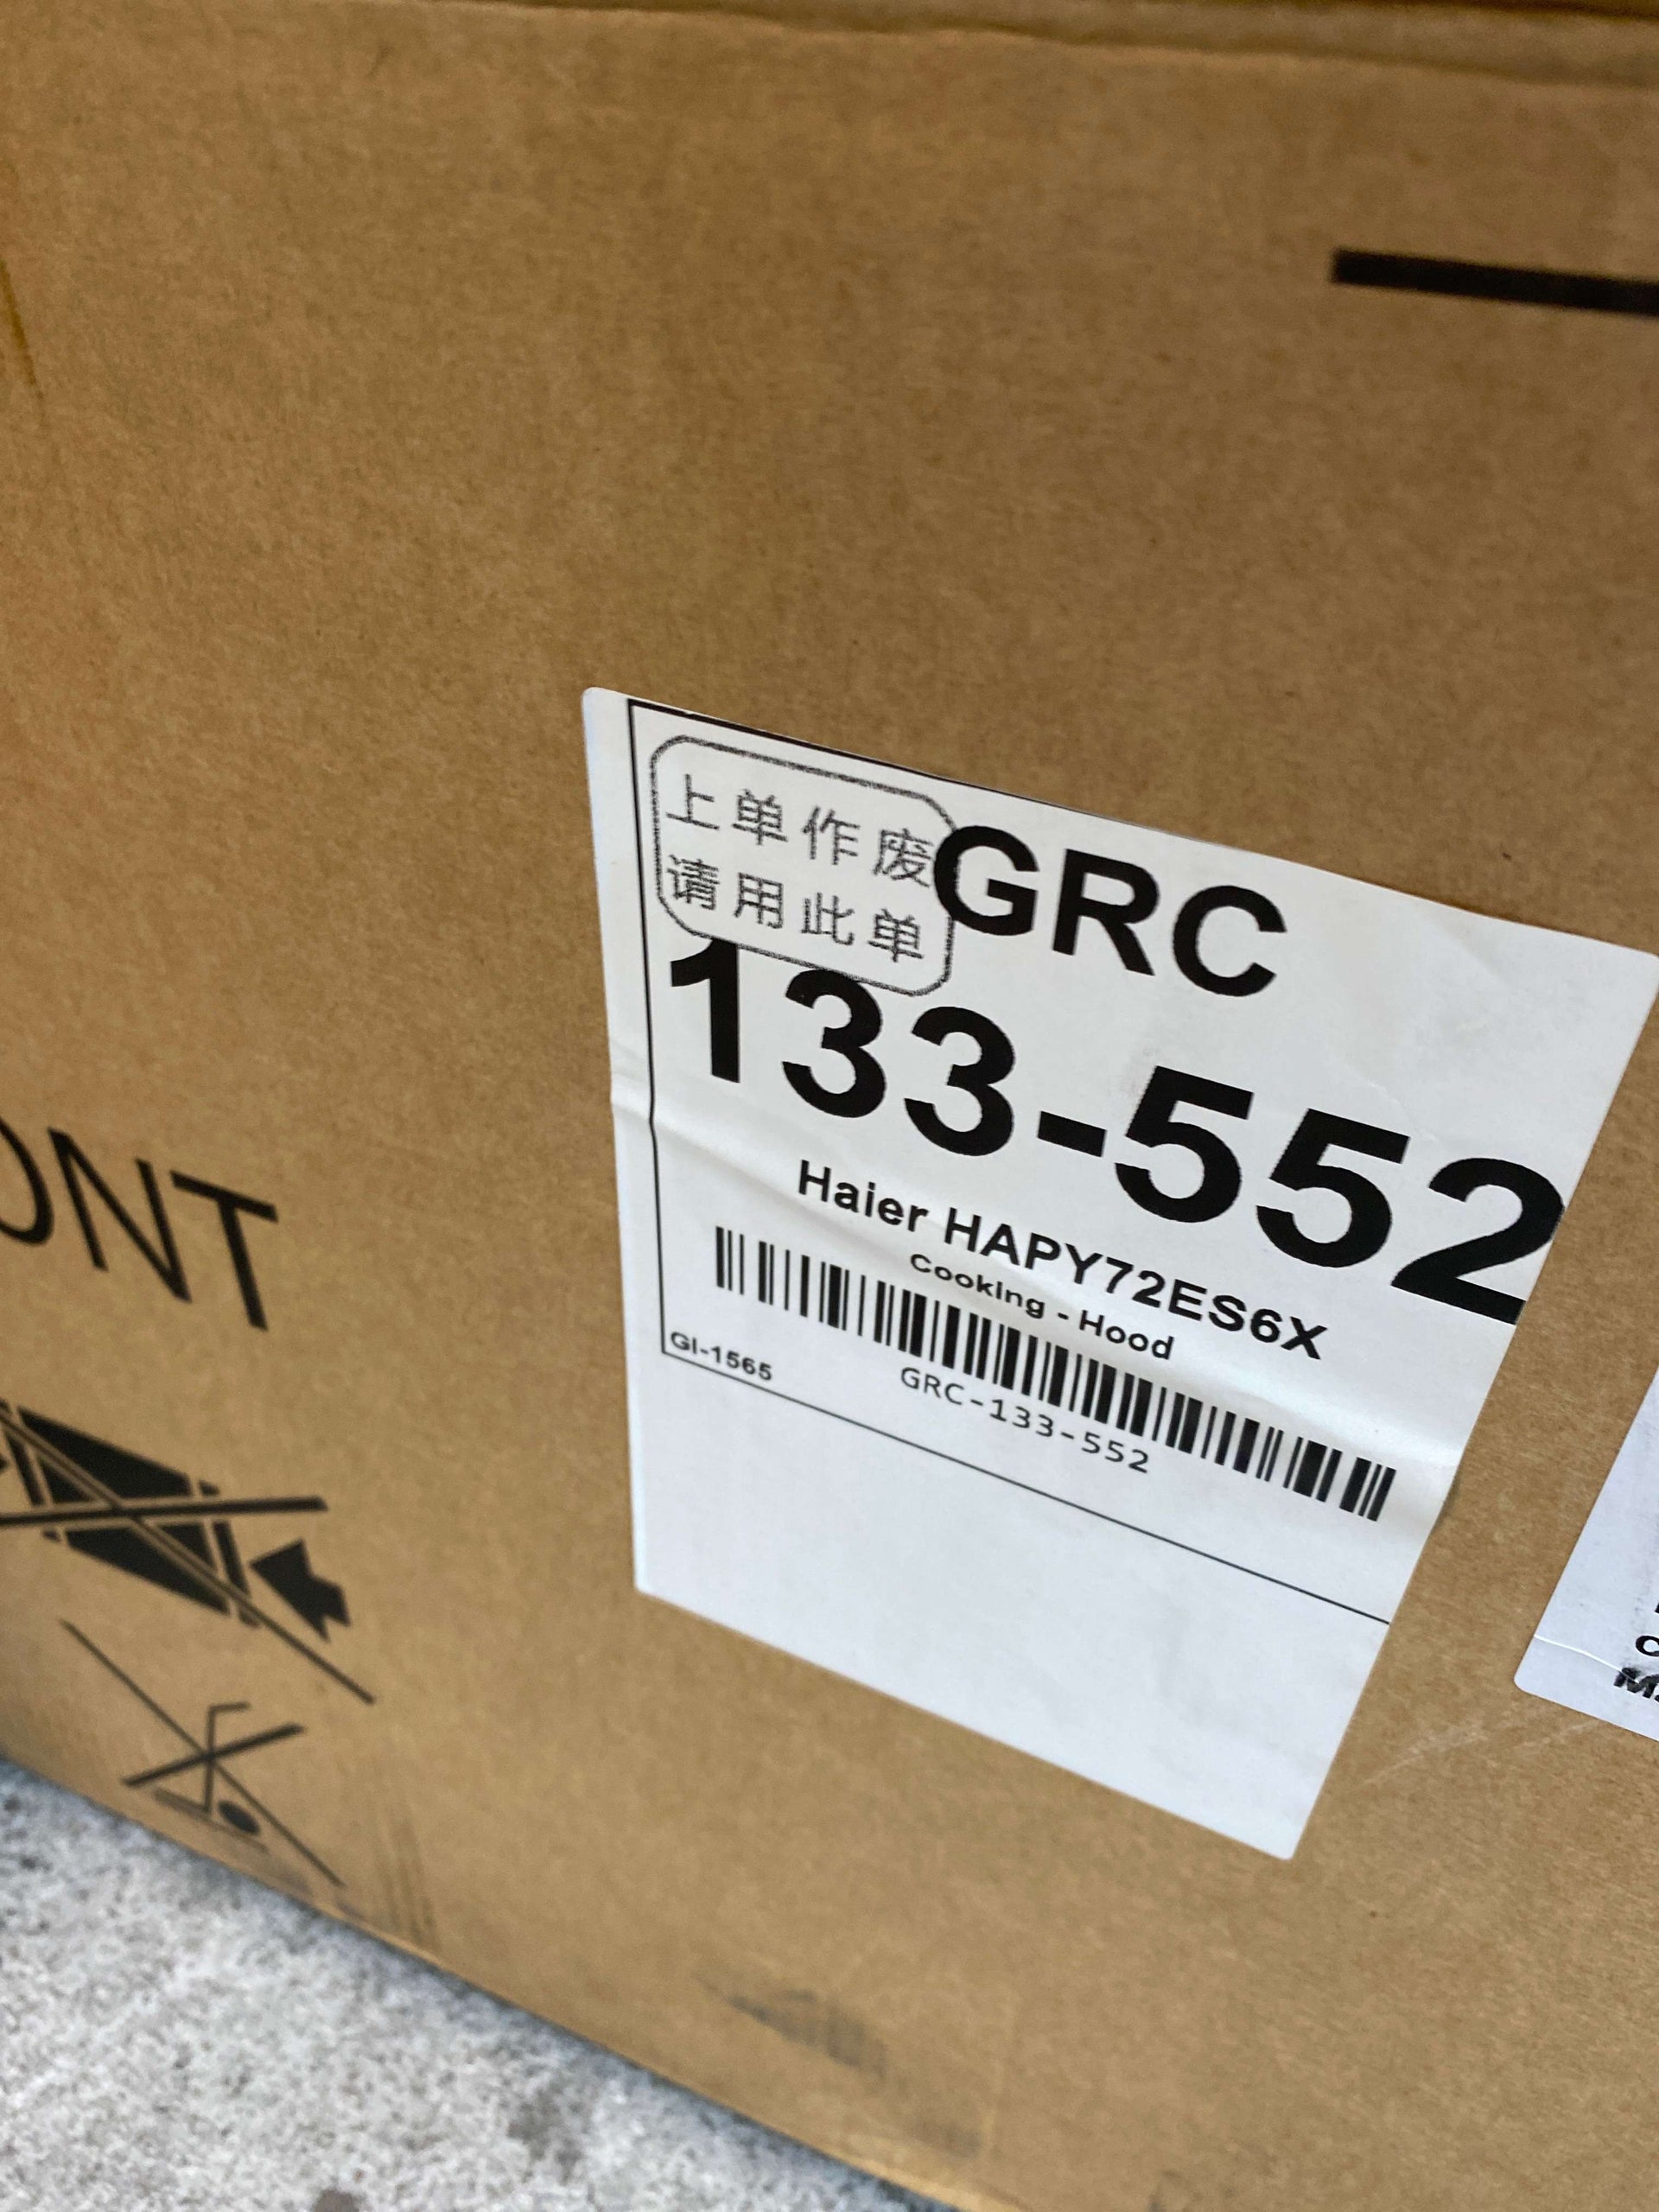 上单作废
请用此单
GRC
133-552
Haier HAPY72ES6X
Cooking - Hood
GRC-133-552
GI-1565
ONT